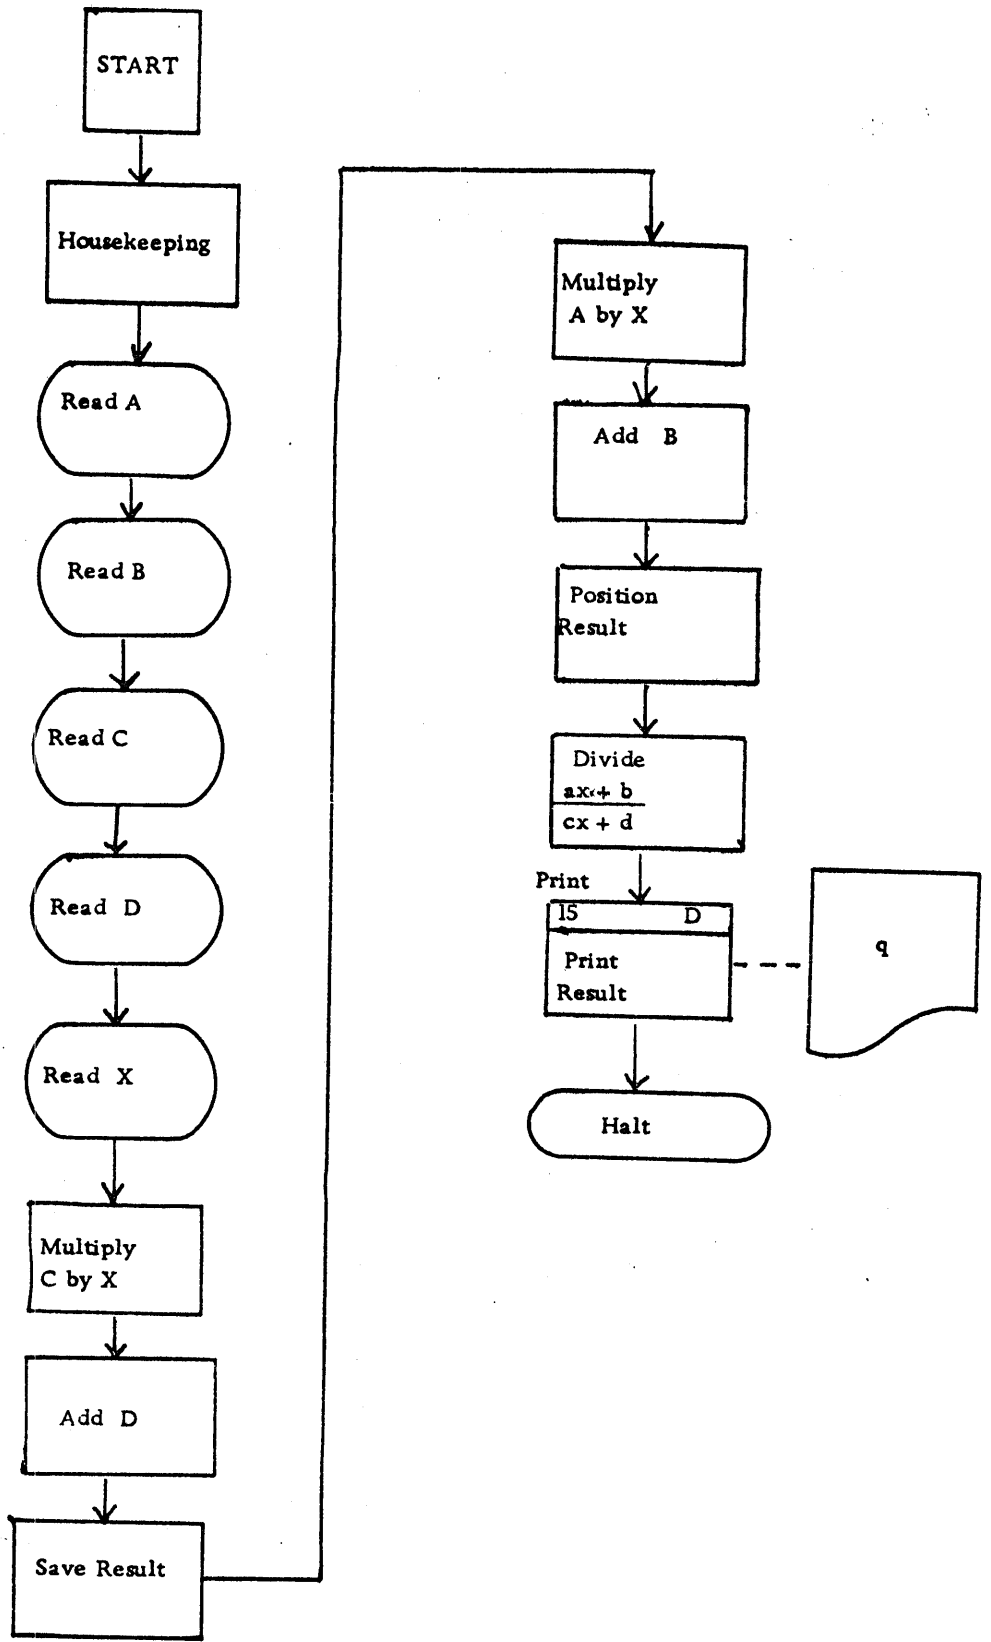 START
Housekeeping
Read A
Read B
Read C
Read D
Read X
Multiply
C by X
Add D
Save Result
Multiply
A by X
Add B
Position
Result
Divide
ax + b
cx + d
Print
15 D
Print
Result
q
Halt